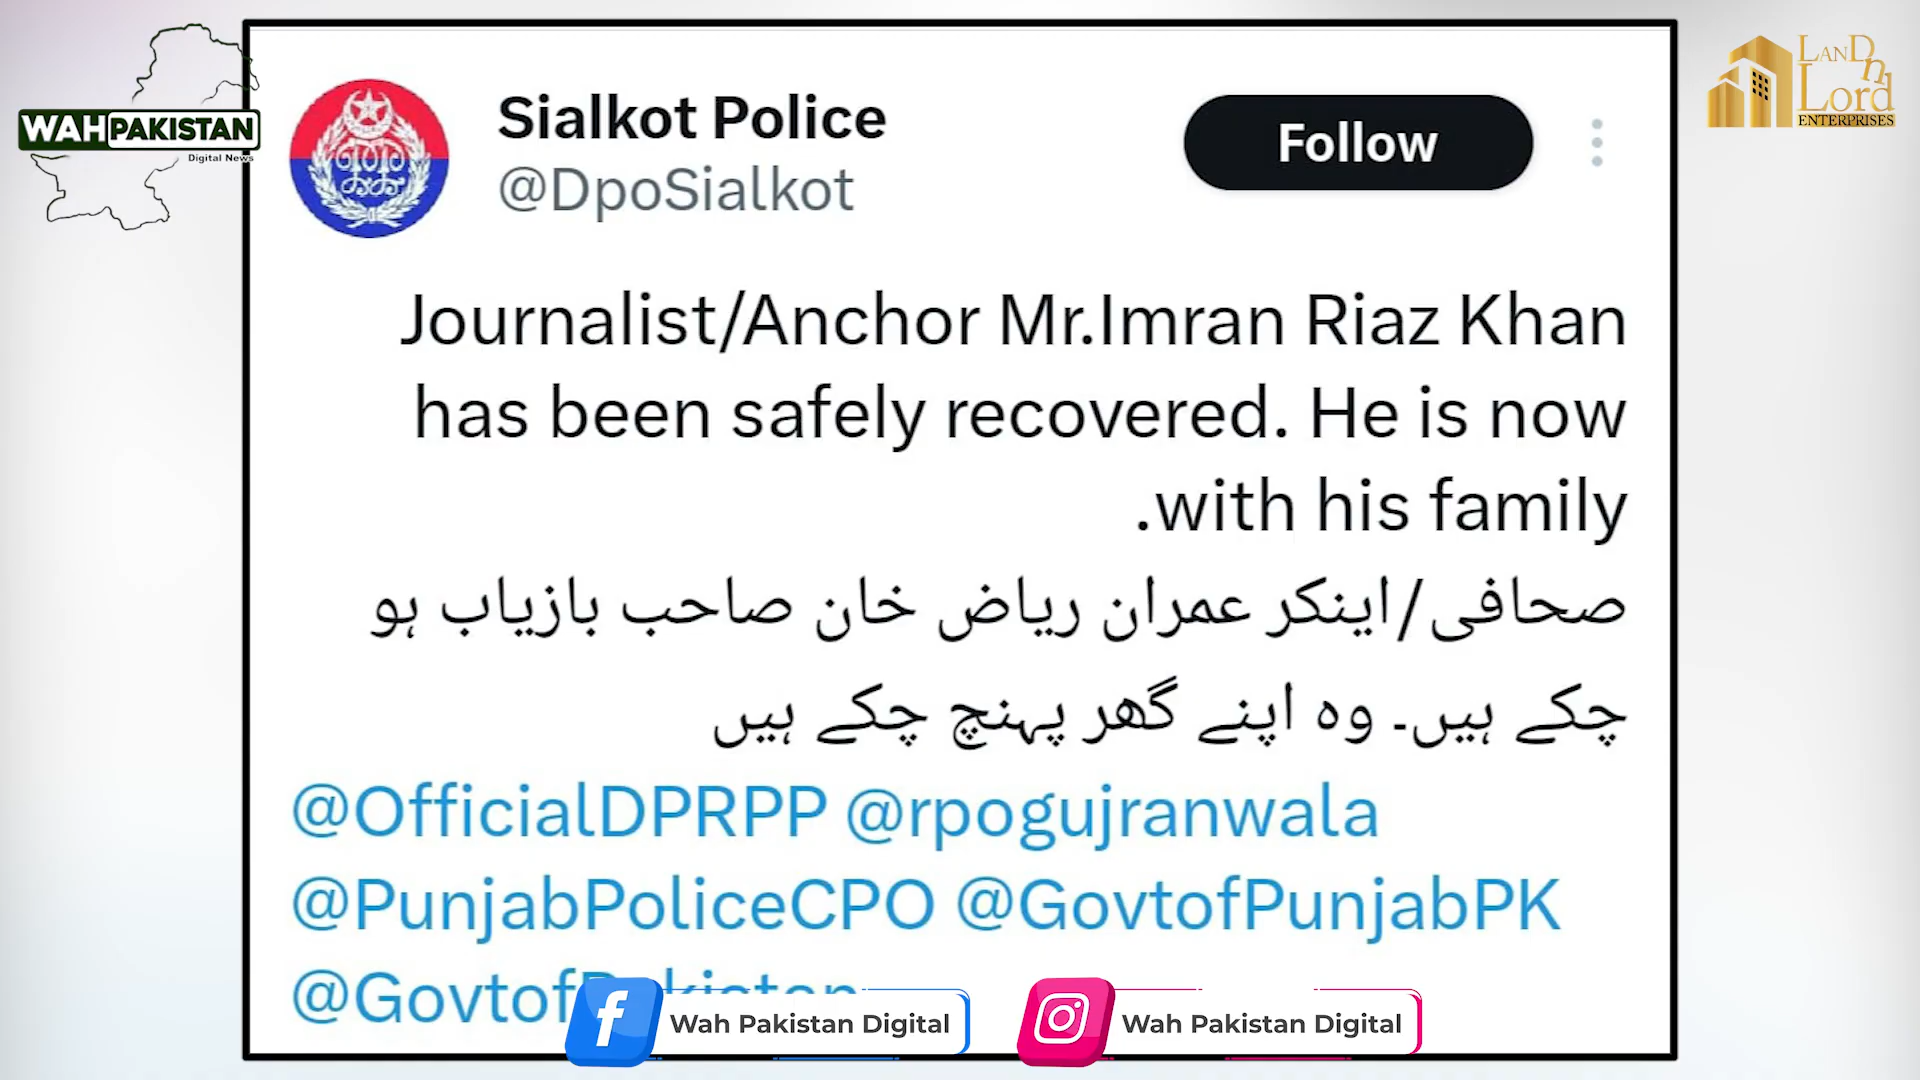 WAHPAKISTAN
Digital News
LanD n Lord
ENTERPRISES
Sialkot Police
@DpoSialkot
Follow
Journalist/Anchor Mr.Imran Riaz Khan
has been safely recovered. He is now
.with his family
صحافی/اینکر عمران ریاض خان صاحب بازیاب ہو
چکے ہیں۔ وہ اپنے گھر پہنچ چکے ہیں
@OfficialDPRPP @rpogujranwala
@PunjabPoliceCPO @GovtofPunjabPK
@GovtofPakistan
Wah Pakistan Digital
Wah Pakistan Digital